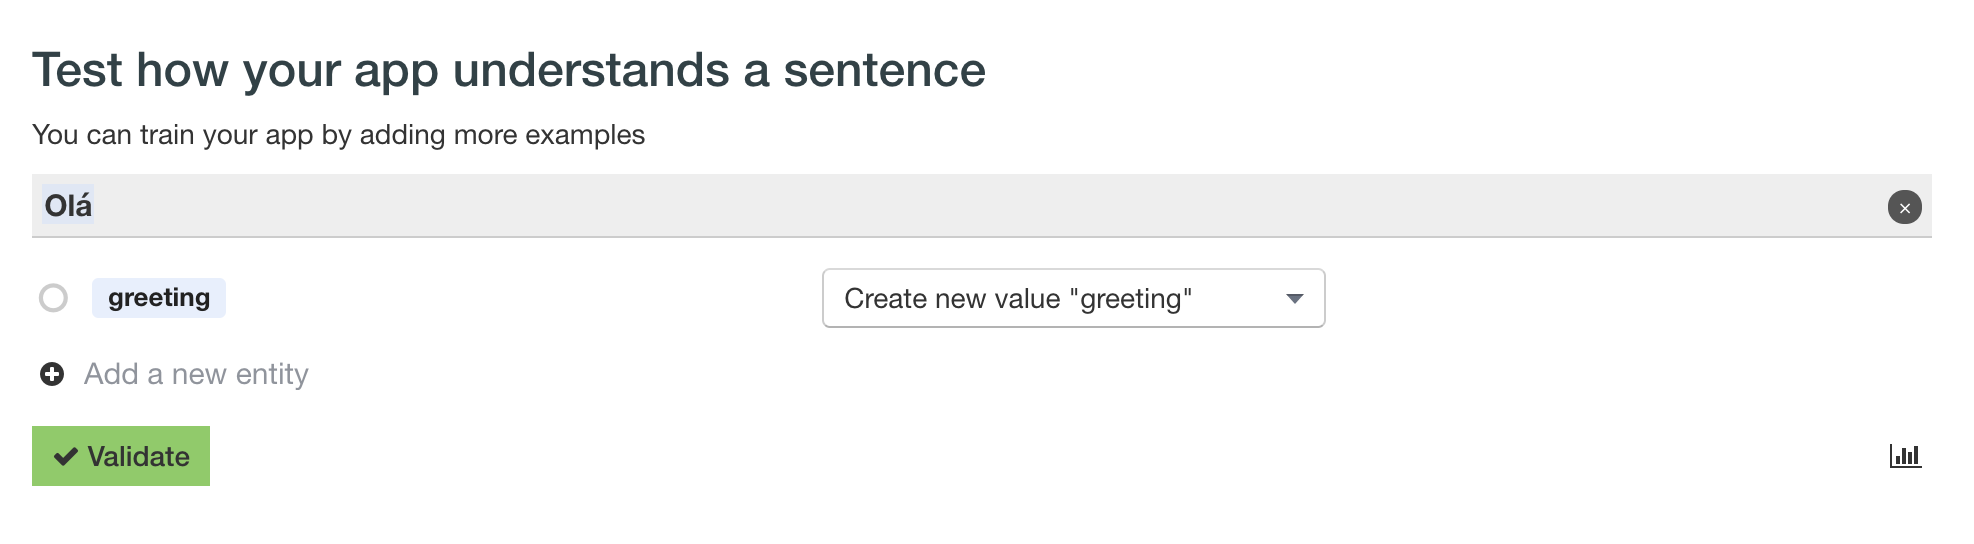 Test how your app understands a sentence
You can train your app by adding more examples
Olá
greeting
Create new value "greeting"
Add a new entity
Validate